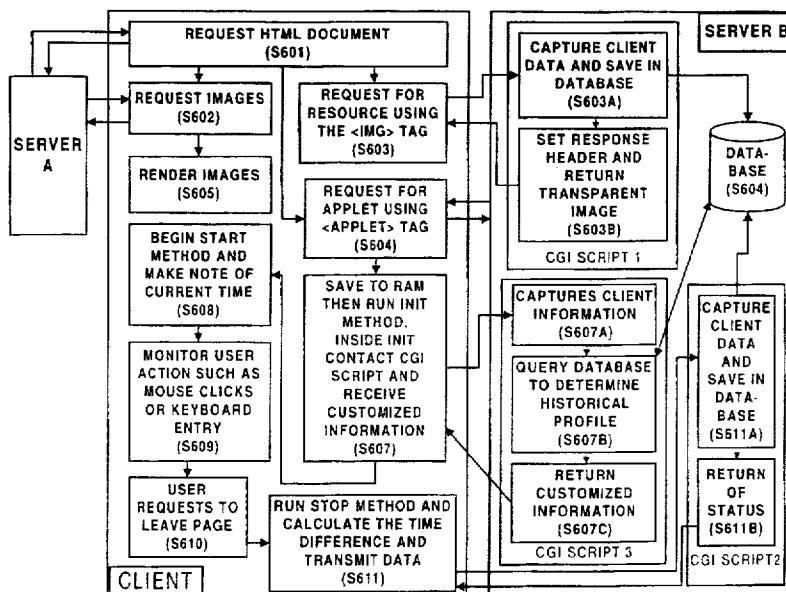 REQUEST HTML DOCUMENT
(S601)
SERVER B
SERVER
A
REQUEST IMAGES
(S602)
RENDER IMAGES
(S605)
REQUEST FOR
RESOURCE USING
THE <IMG> TAG
(S603)
CAPTURE CLIENT
DATA AND SAVE IN
DATABASE
(S603A)
SET RESPONSE
HEADER AND
RETURN
TRANSPARENT
IMAGE
(S603B)
CGI SCRIPT 1
DATA-
BASE
(S604)
REQUEST FOR
APPLET USING
<APPLET> TAG
(S604)
BEGIN START
METHOD AND
MAKE NOTE OF
CURRENT TIME
(S608)
SAVE TO RAM
THEN RUN INIT
METHOD.
INSIDE INIT
CONTACT CGI
SCRIPT AND
RECEIVE
CUSTOMIZED
INFORMATION
(S607)
MONITOR USER
ACTION SUCH AS
MOUSE CLICKS
OR KEYBOARD
ENTRY
(S609)
USER
REQUESTS TO
LEAVE PAGE
(S610)
RUN STOP METHOD AND
CALCULATE THE TIME
DIFFERENCE AND
TRANSMIT DATA
(S611)
CAPTURES CLIENT
INFORMATION
(S607A)
QUERY DATABASE
TO DETERMINE
HISTORICAL
PROFILE
(S607B)
RETURN
CUSTOMIZED
INFORMATION
(S607C)
CGI SCRIPT 3
CAPTURE
CLIENT
DATA
AND
SAVE IN
DATA-
BASE
(S611A)
RETURN
OF
STATUS
(S611B)
CGI SCRIPT2
CLIENT